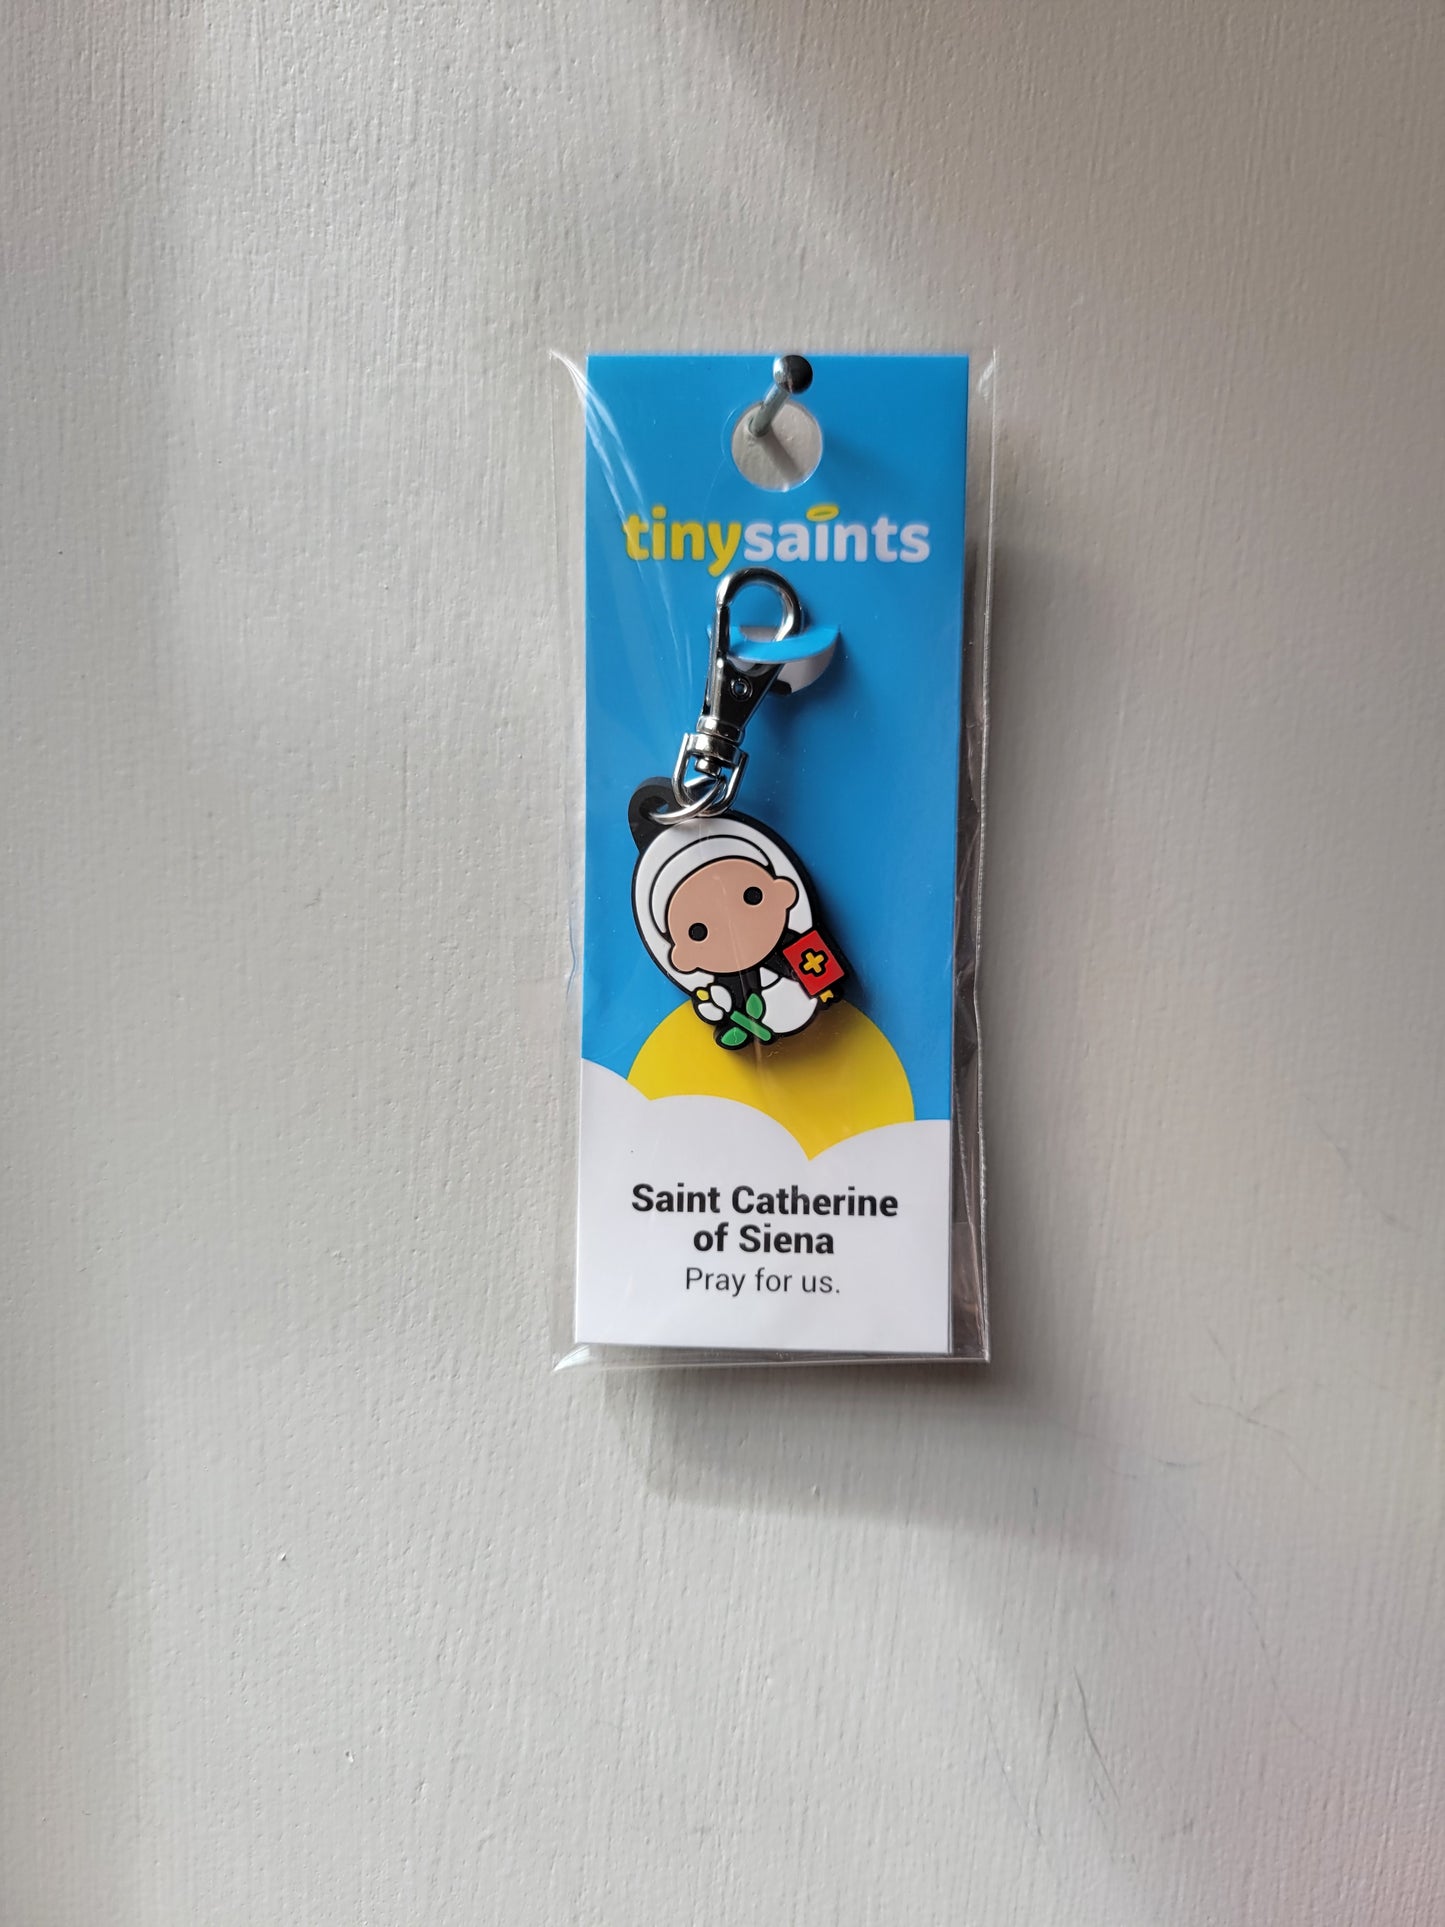 tinysaints
Saint Catherine
of Siena
Pray for us.